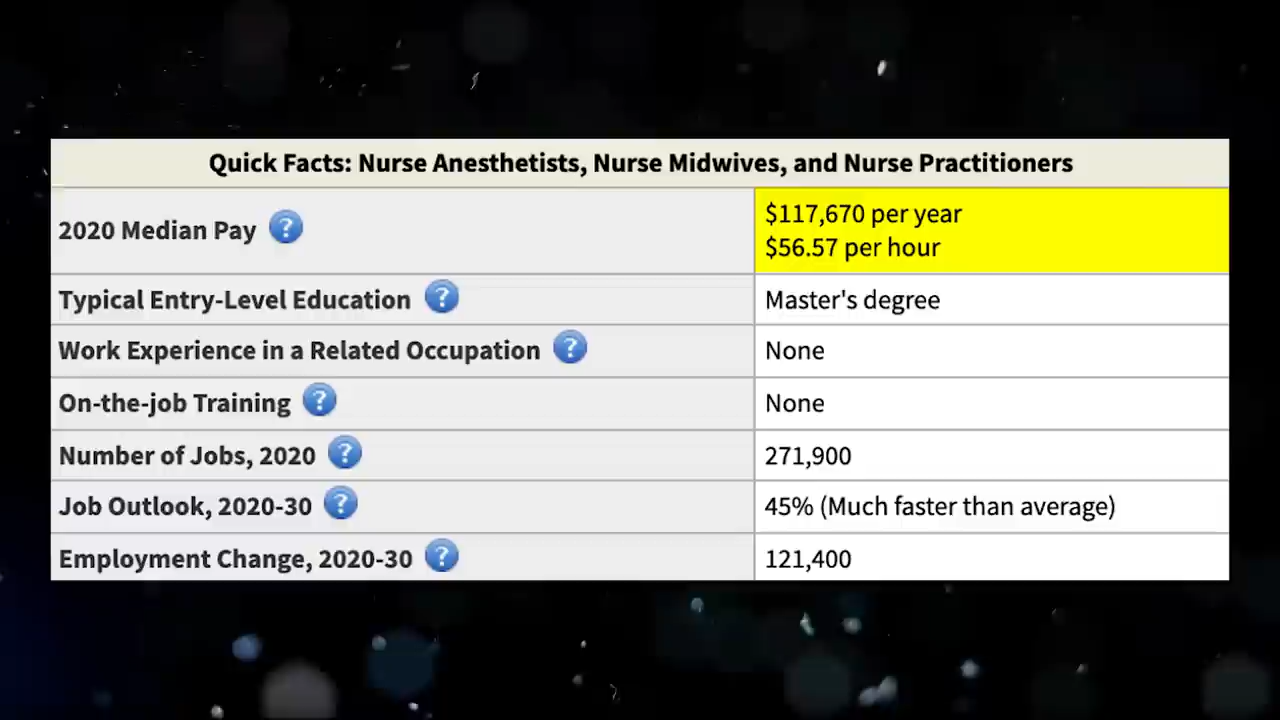 Quick Facts: Nurse Anesthetists, Nurse Midwives, and Nurse Practitioners
2020 Median Pay ?
$117,670 per year
$56.57 per hour
Typical Entry-Level Education ?
Master's degree
Work Experience in a Related Occupation ?
None
On-the-job Training ?
None
Number of Jobs, 2020 ?
271,900
Job Outlook, 2020-30 ?
45% (Much faster than average)
Employment Change, 2020-30 ?
121,400